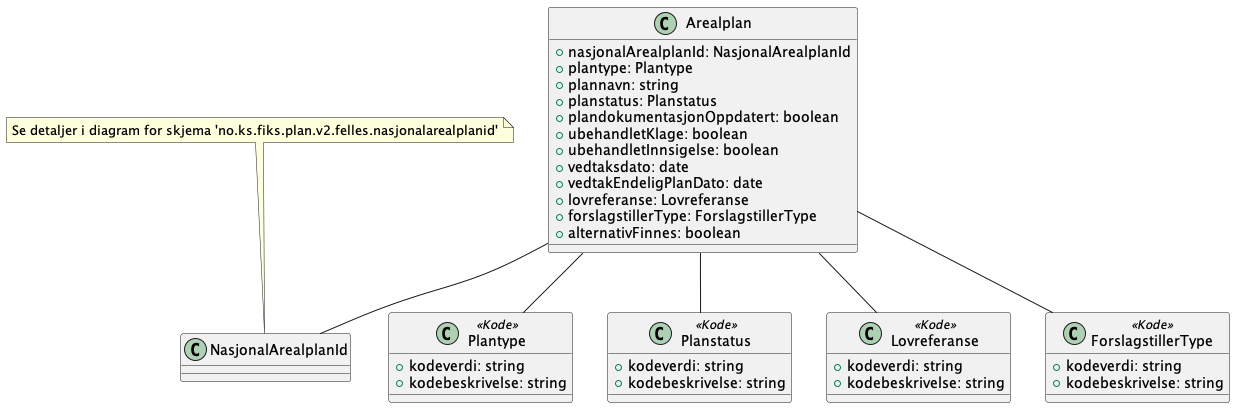 C Arealplan
nasjonalArealplanId: NasjonalArealplanId
plantype: Plantype
plannavn: string
planstatus: Planstatus
plandokumentasjonOppdatert: boolean
ubehandletKlage: boolean
ubehandletInnsigelse: boolean
vedtaksdato: date
vedtakEndeligPlanDato: date
lovreferanse: Lovreferanse
forslagstillerType: ForslagstillerType
alternativFinnes: boolean
Se detaljer i diagram for skjema 'no.ks.fiks.plan.v2.felles.nasjonalarealplanid'
C NasjonalArealplanId
«Kode»
C Plantype
kodeverdi: string
kodebeskrivelse: string
«Kode»
C Planstatus
kodeverdi: string
kodebeskrivelse: string
«Kode»
C Lovreferanse
kodeverdi: string
kodebeskrivelse: string
«Kode»
C ForslagstillerType
kodeverdi: string
kodebeskrivelse: string